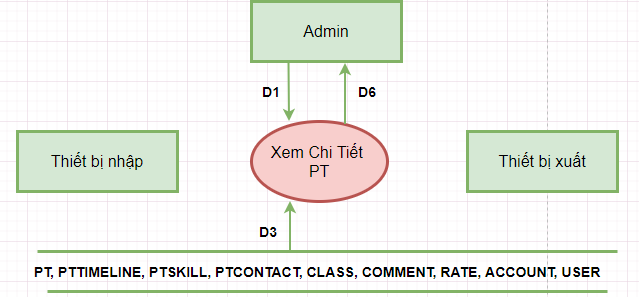 Admin
D1
D6
Thiết bị nhập
Xem Chi Tiết
PT
Thiết bị xuất
D3
PT, PTTIMELINE, PTSKILL, PTCONTACT, CLASS, COMMENT, RATE, ACCOUNT, USER